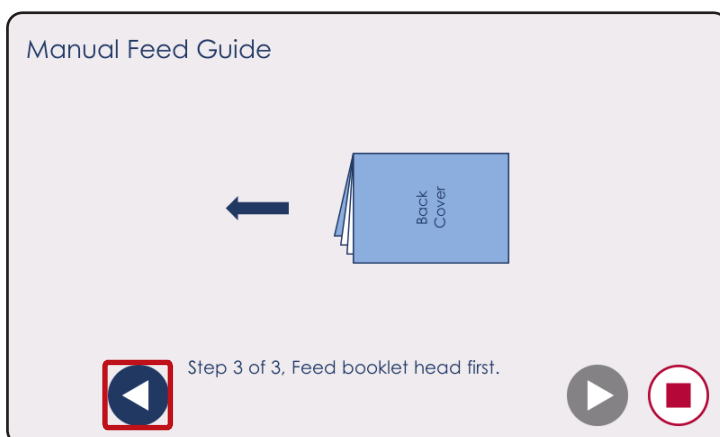 Manual Feed Guide
Back
Cover
Step 3 of 3, Feed booklet head first.